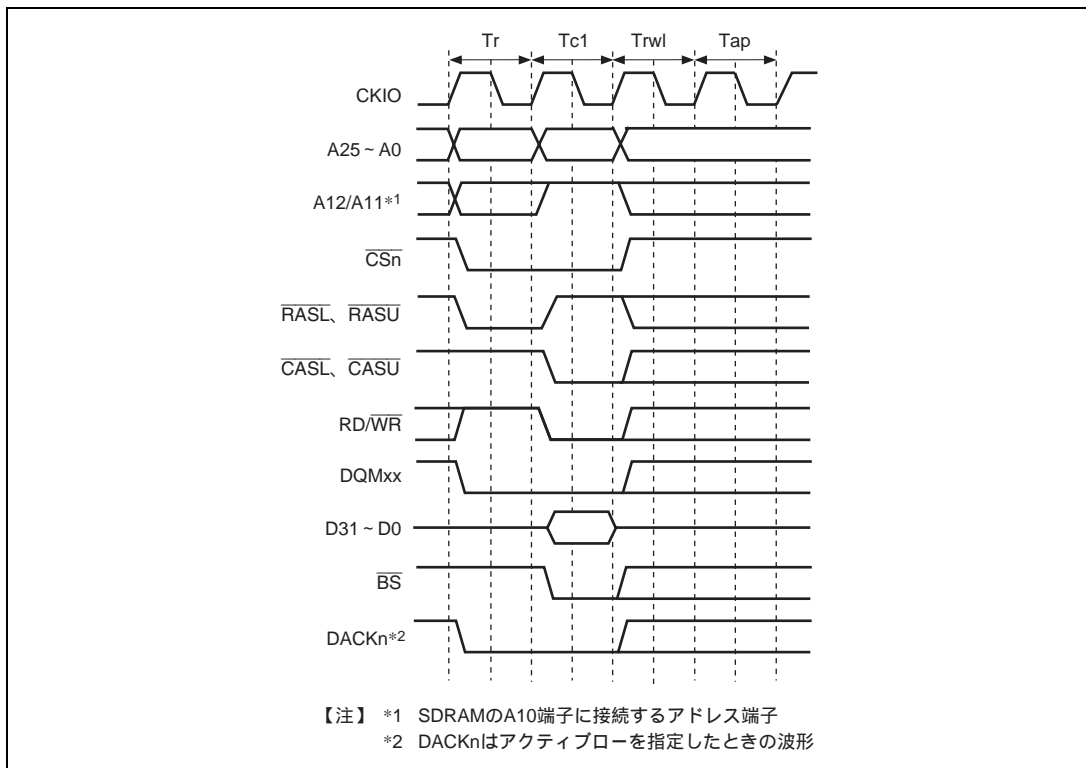 Tr Tc1 Trwl Tap
CKIO
A25 ~ A0
A12/A11*1
CSn
RASL、RASU
CASL、CASU
RD/WR
DQMxx
D31 ~ D0
BS
DACKn*2
【注】 *1 SDRAMのA10端子に接続するアドレス端子
*2 DACKnはアクティブローを指定したときの波形